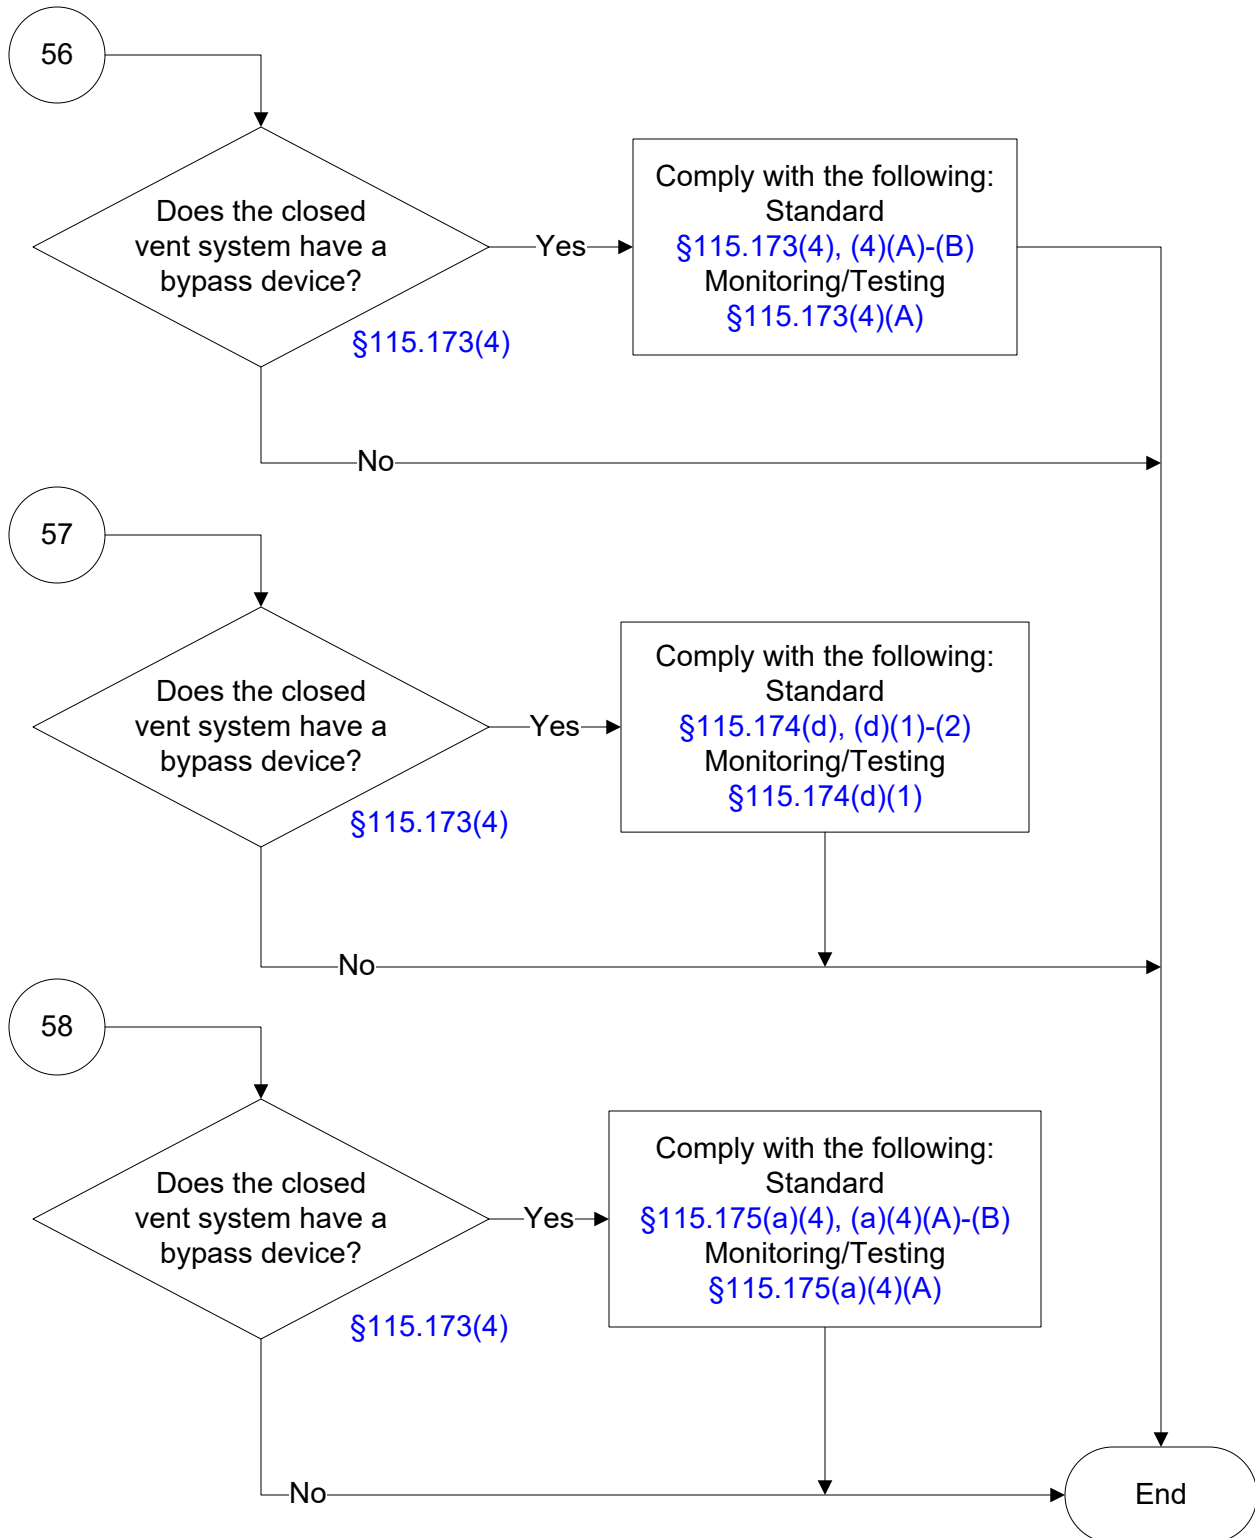 56
Does the closed
vent system have a
bypass device?
§115.173(4)
Yes
Comply with the following:
Standard
§115.173(4), (4)(A)-(B)
Monitoring/Testing
§115.173(4)(A)
No
57
Does the closed
vent system have a
bypass device?
§115.173(4)
Yes
Comply with the following:
Standard
§115.174(d), (d)(1)-(2)
Monitoring/Testing
§115.174(d)(1)
No
58
Does the closed
vent system have a
bypass device?
§115.173(4)
Yes
Comply with the following:
Standard
§115.175(a)(4), (a)(4)(A)-(B)
Monitoring/Testing
§115.175(a)(4)(A)
No
End